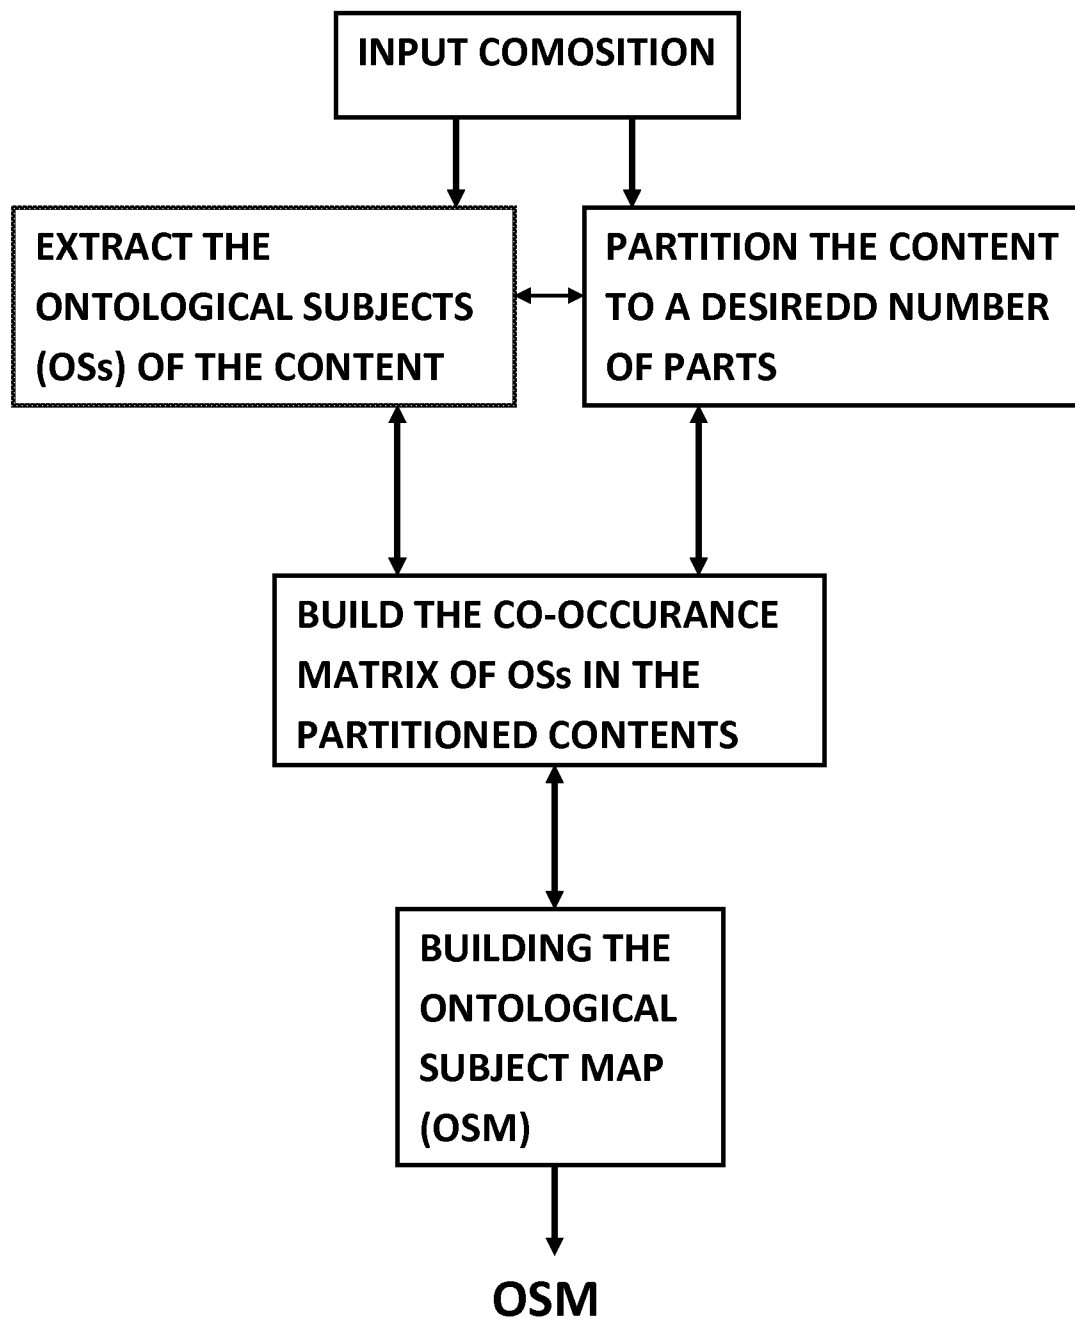 INPUT COMOSITION
EXTRACT THE
ONTOLOGICAL SUBJECTS
(OSs) OF THE CONTENT
PARTITION THE CONTENT
TO A DESIREDD NUMBER
OF PARTS
BUILD THE CO-OCCURANCE
MATRIX OF OSs IN THE
PARTITIONED CONTENTS
BUILDING THE
ONTOLOGICAL
SUBJECT MAP
(OSM)
OSM